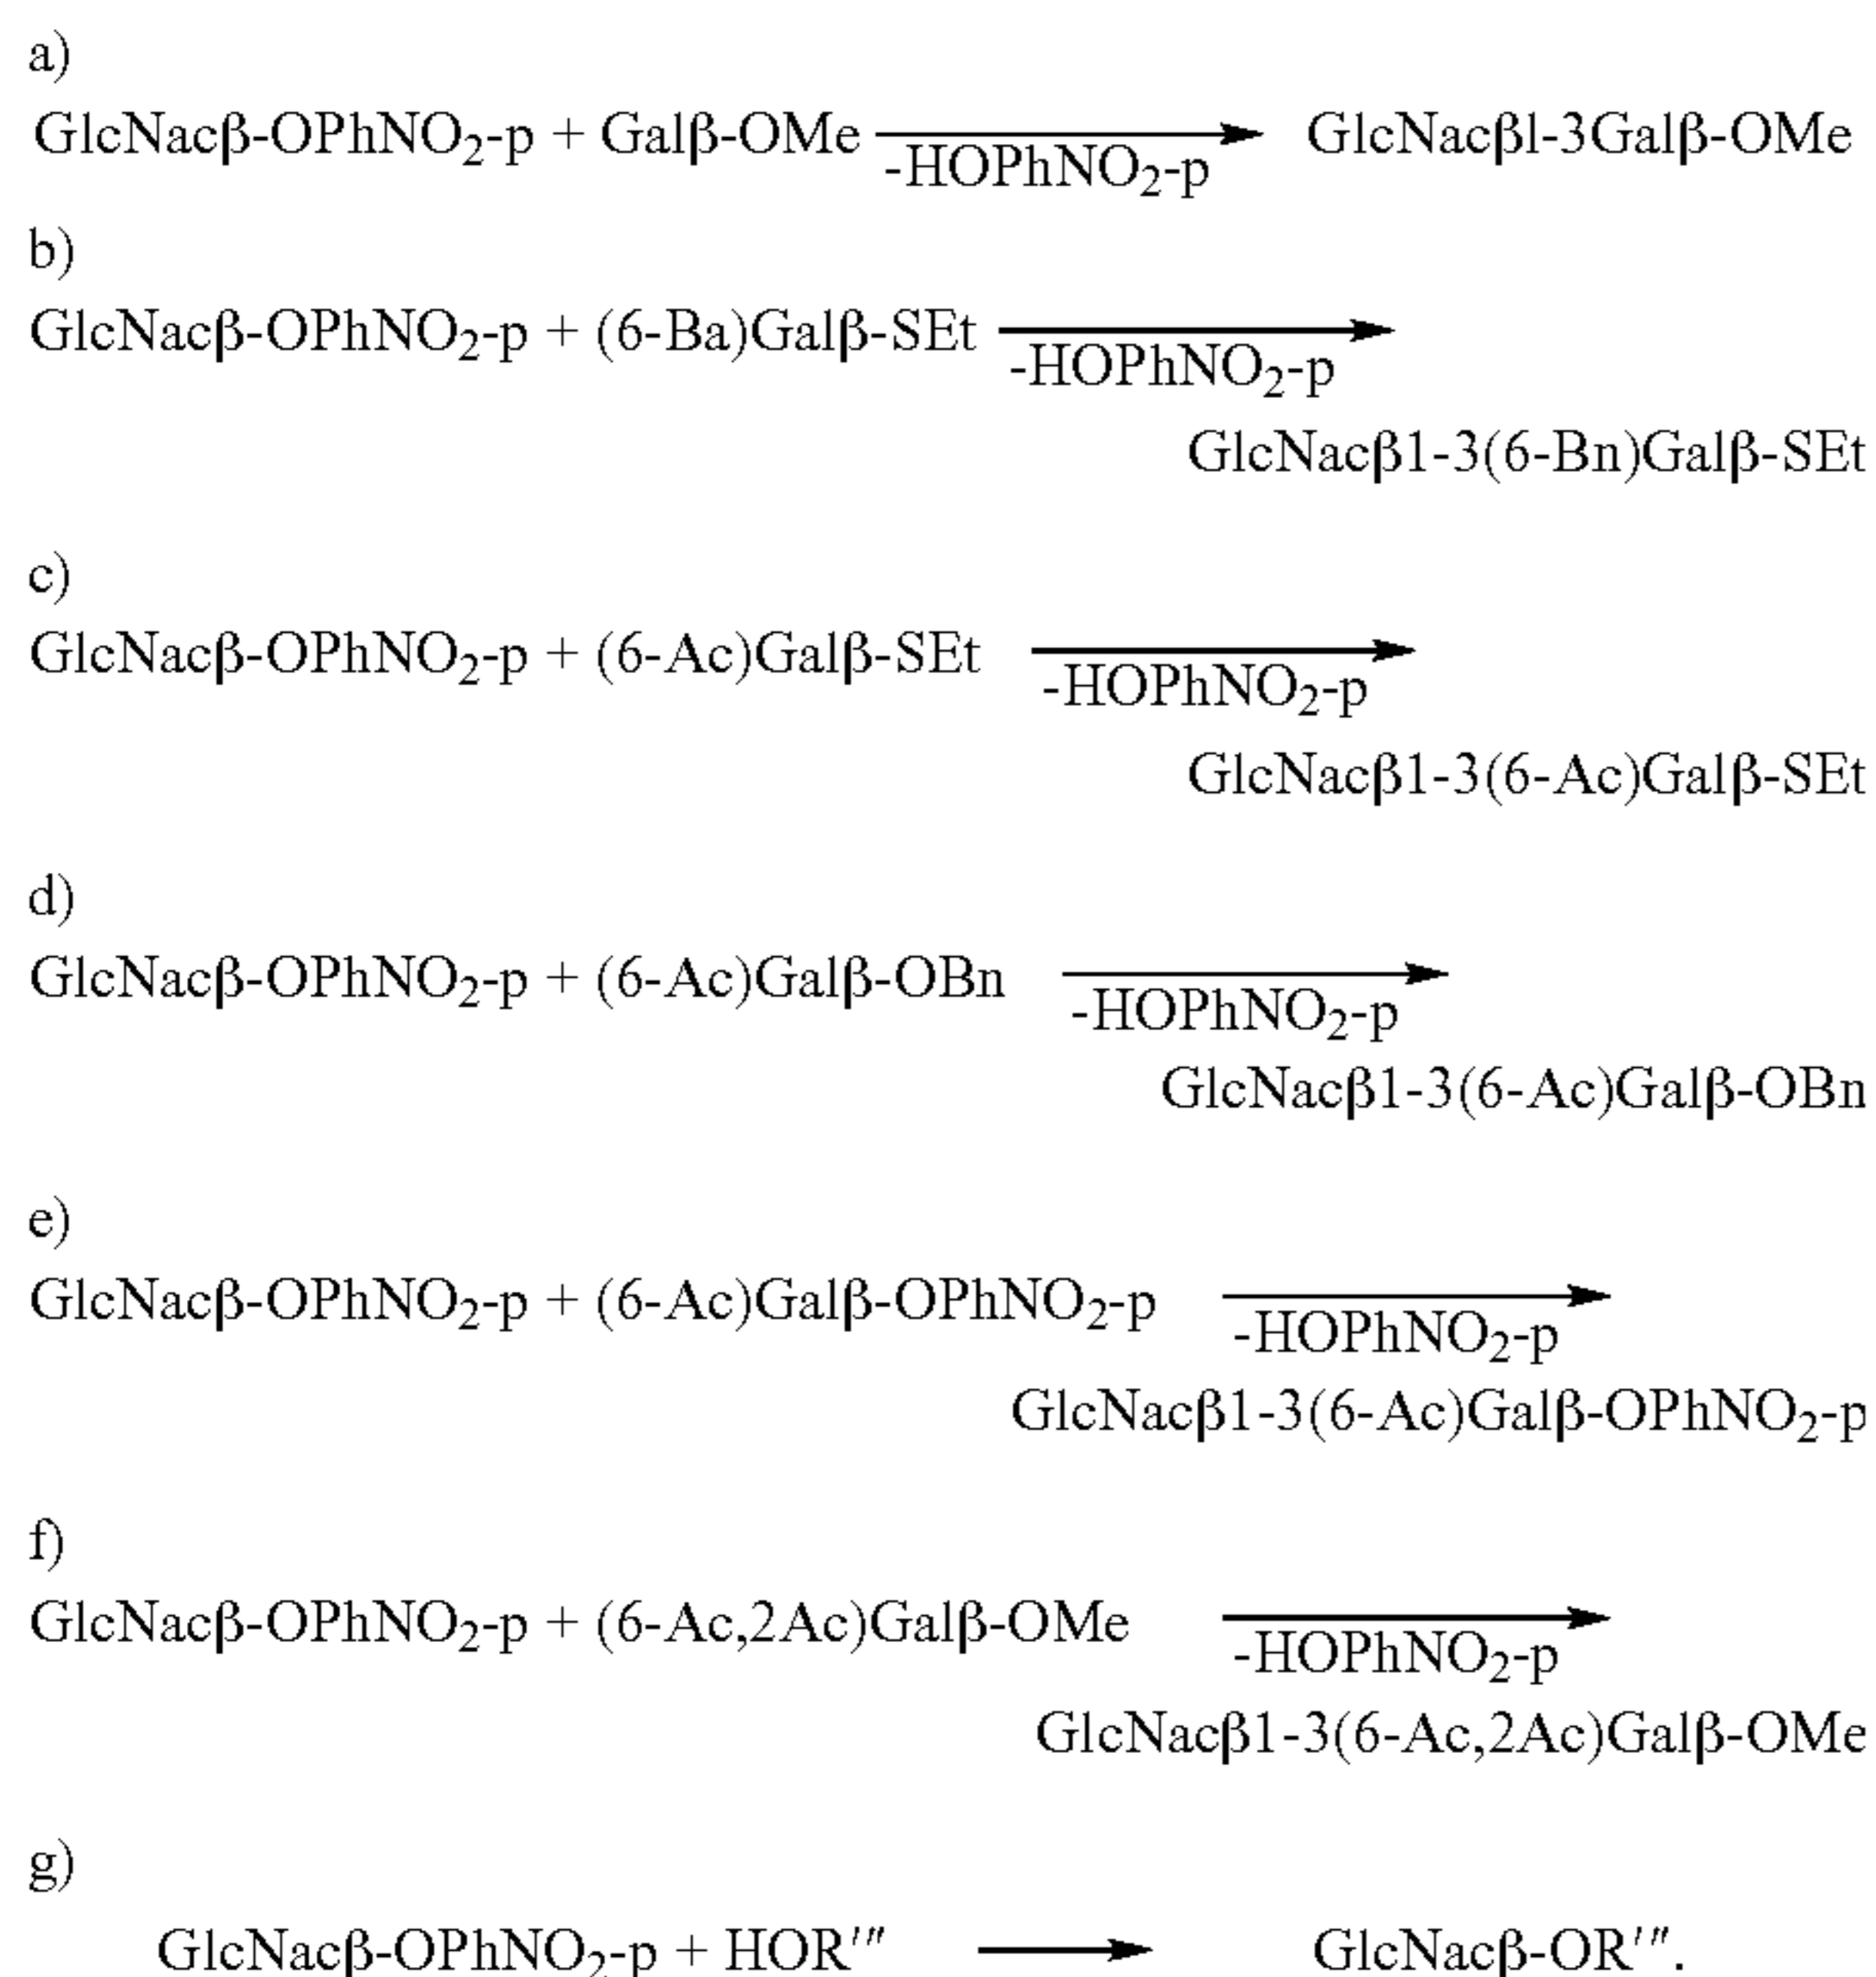 a)
GlcNacβ-OPhNO₂-p + Galβ-OMe -HOPhNO₂-p GlcNacβl-3Galβ-OMe
b)
GlcNacβ-OPhNO₂-p + (6-Ba)Galβ-SEt -HOPhNO₂-p
GlcNacβ1-3(6-Bn)Galβ-SEt
c)
GlcNacβ-OPhNO₂-p + (6-Ac)Galβ-SEt -HOPhNO₂-p
GlcNacβ1-3(6-Ac)Galβ-SEt
d)
GlcNacβ-OPhNO₂-p + (6-Ac)Galβ-OBn -HOPhNO₂-p
GlcNacβ1-3(6-Ac)Galβ-OBn
e)
GlcNacβ-OPhNO₂-p + (6-Ac)Galβ-OPhNO₂-p -HOPhNO₂-p
GlcNacβ1-3(6-Ac)Galβ-OPhNO₂-p
f)
GlcNacβ-OPhNO₂-p + (6-Ac,2Ac)Galβ-OMe -HOPhNO₂-p
GlcNacβ1-3(6-Ac,2Ac)Galβ-OMe
g)
GlcNacβ-OPhNO₂-p + HOR′″ GlcNacβ-OR′″.